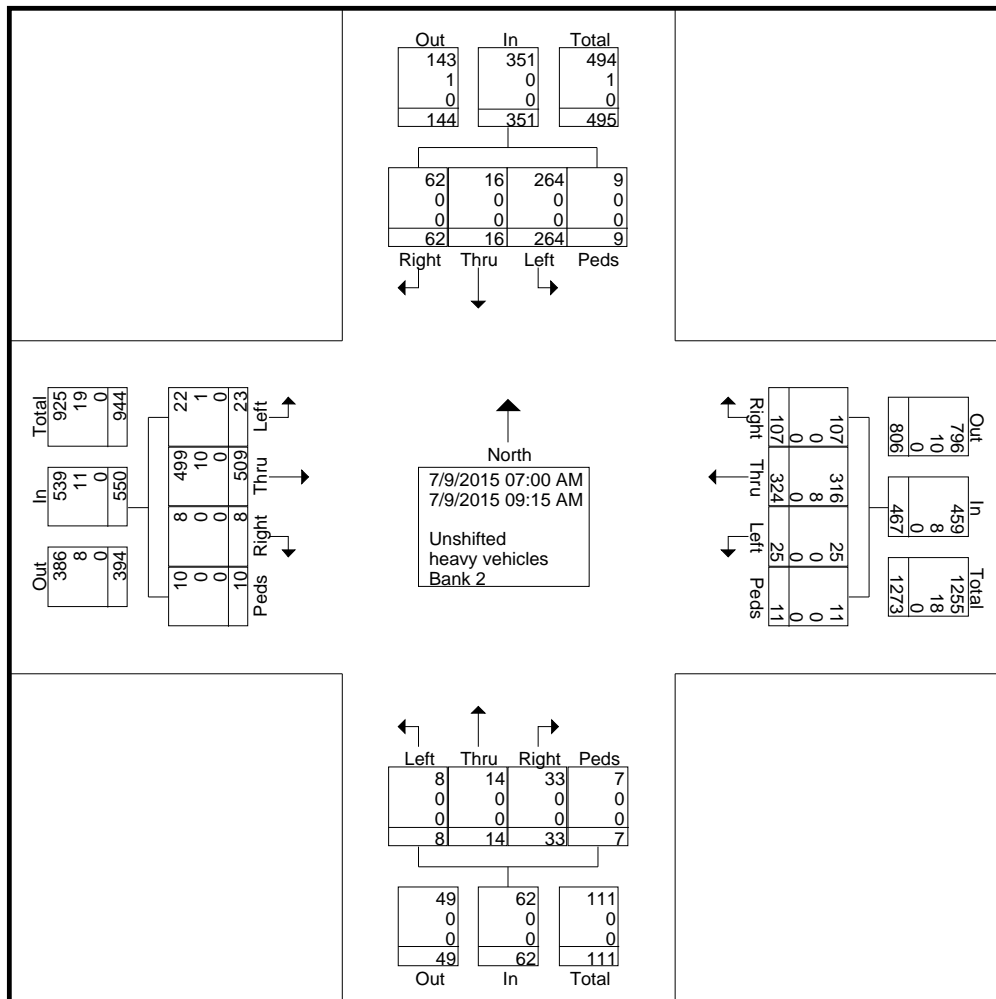 Out In Total
143 351 494
1 0 1
0 0 0
144 351 495
62 16 264 9
0 0 0 0
0 0 0 0
62 16 264 9
Right Thru Left Peds
Left Thru Right Peds
23 509 8 10
0 0 0 0
1 10 0 0
22 499 8 10
Total In Out
944 550 394
0 0 0
19 11 8
925 539 386
North
7/9/2015 07:00 AM
7/9/2015 09:15 AM
Unshifted
heavy vehicles
Bank 2
Right Thru Left Peds
107 324 25 11
0 0 0 0
0 8 0 0
107 316 25 11
Out In Total
796 459 1255
10 8 18
0 0 0
806 467 1273
Left Thru Right Peds
8 14 33 7
0 0 0 0
0 0 0 0
8 14 33 7
49 62 111
0 0 0
0 0 0
49 62 111
Out In Total